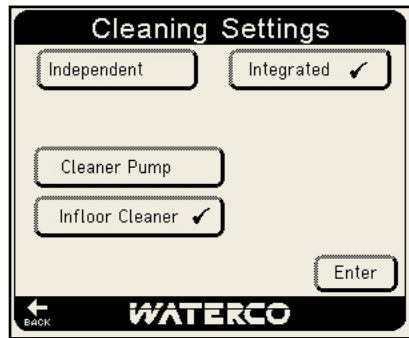 Cleaning Settings
Independent
Integrated ✓
Cleaner Pump
Infloor Cleaner ✓
Enter
BACK
WATERCO